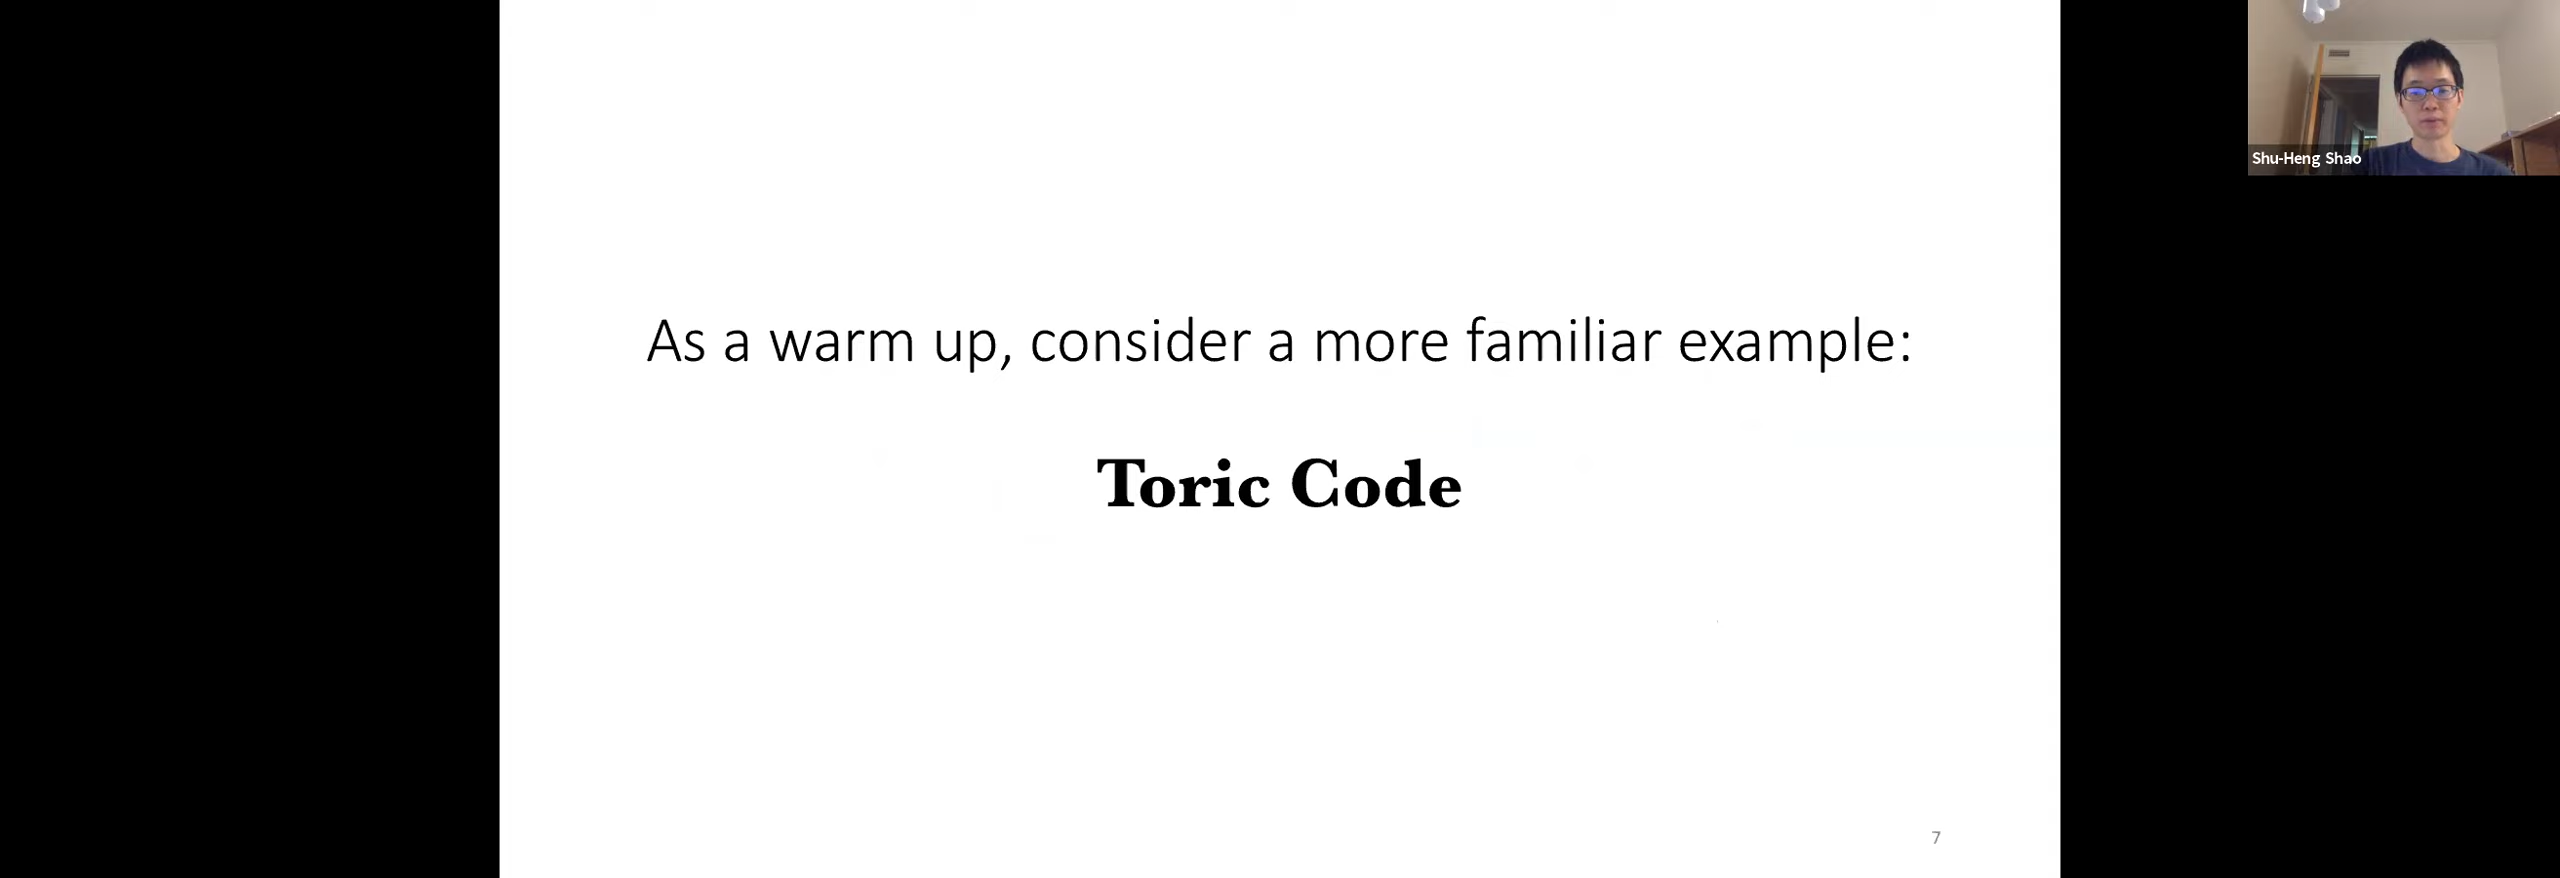 Shu-Heng Shao
As a warm up, consider a more familiar example:
Toric Code
7